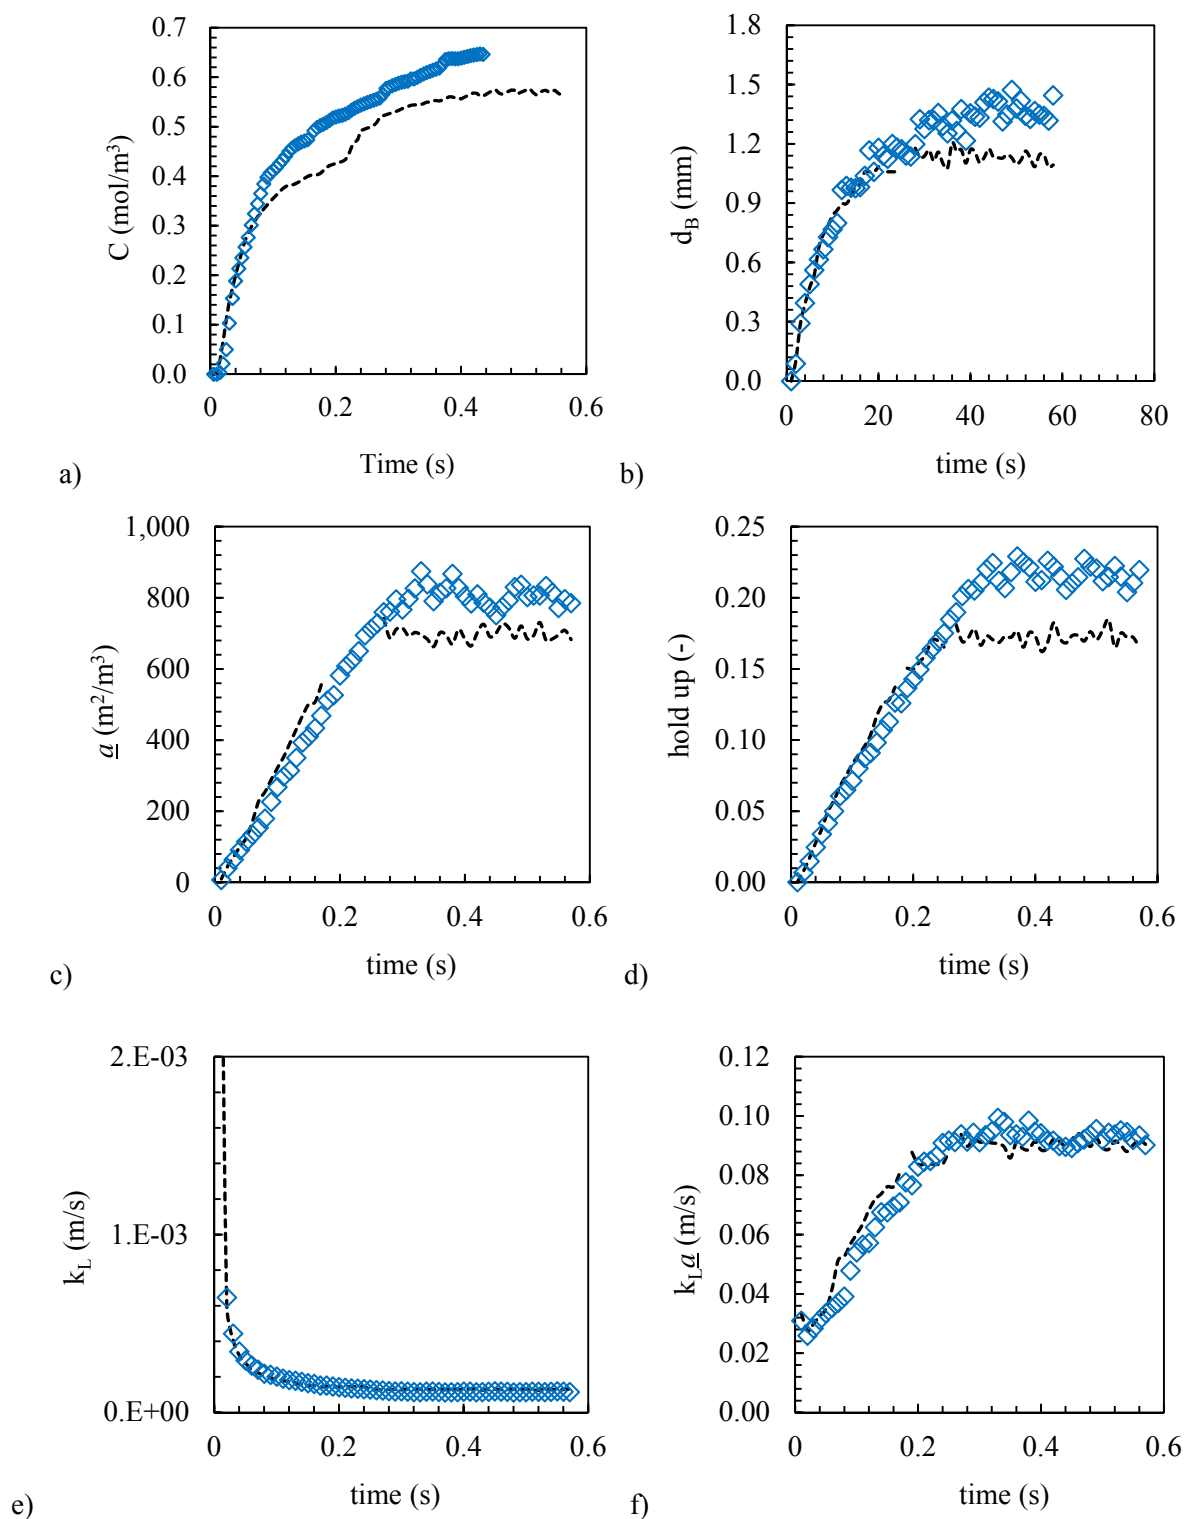 0.7
0.6
0.5
0.4
0.3
0.2
0.1
0.0
C (mol/m³)
0 0.2 0.4 0.6
Time (s)
a)
1.8
1.5
1.2
0.9
0.6
0.3
0.0
d_B (mm)
0 20 40 60 80
time (s)
b)
1,000
800
600
400
200
0
a (m²/m³)
0 0.2 0.4 0.6
time (s)
c)
0.25
0.20
0.15
0.10
0.05
0.00
hold up (-)
0 0.2 0.4 0.6
time (s)
d)
2.E-03
1.E-03
0.E+00
k_L (m/s)
0 0.2 0.4 0.6
time (s)
e)
0.12
0.10
0.08
0.06
0.04
0.02
0.00
k_La (m/s)
0 0.2 0.4 0.6
time (s)
f)